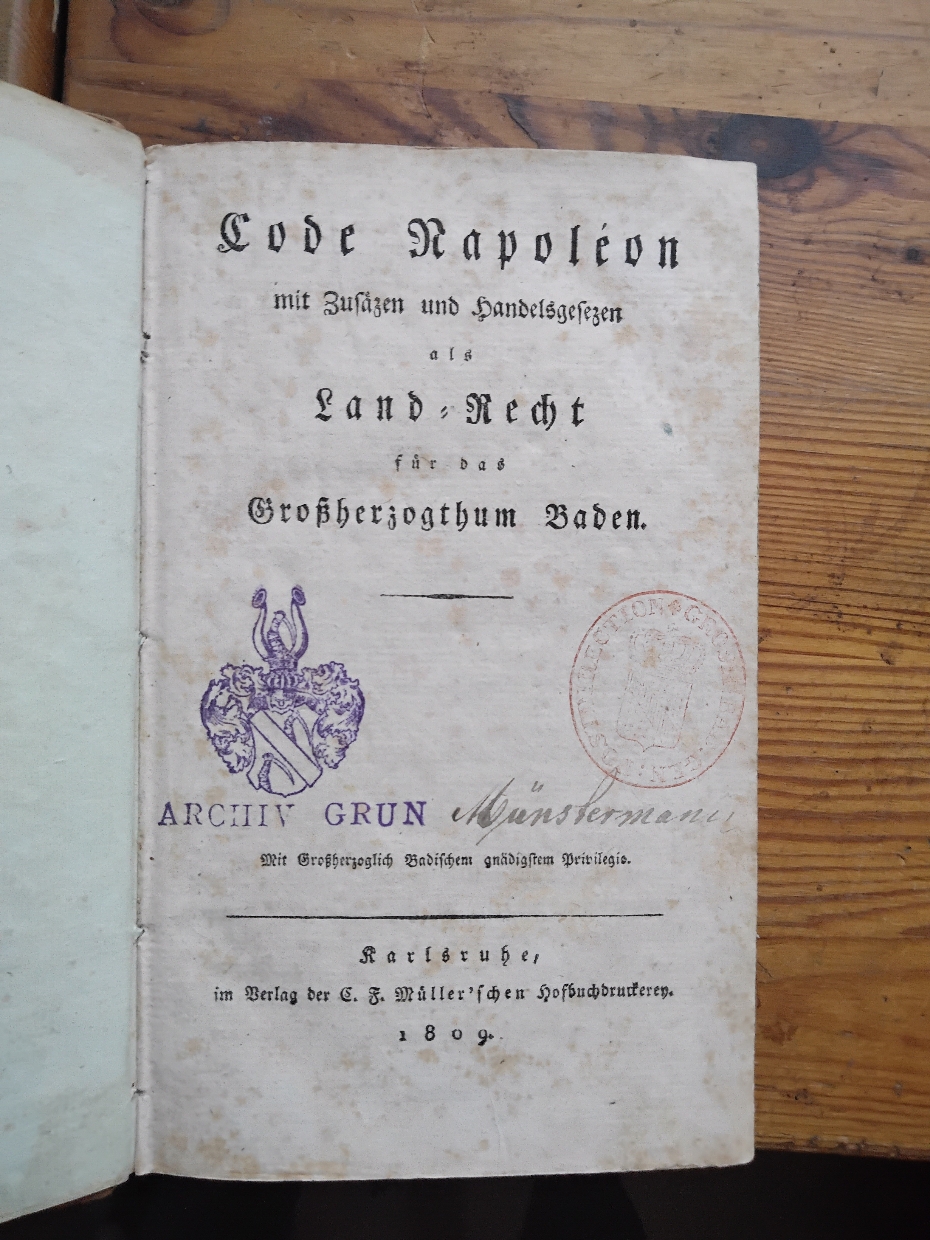 Code Napoléon
mit Zusäzen und Handelsgesezen
als
Land-Recht
für das
Großherzogthum Baden.
ARCHIV GRUN
Münstermann
Mit Großherzoglich Badischem gnädigstem Privilegio.
Karlsruhe,
im Verlag der C. F. Müller'schen Hofbuchdruckerey.
1809.